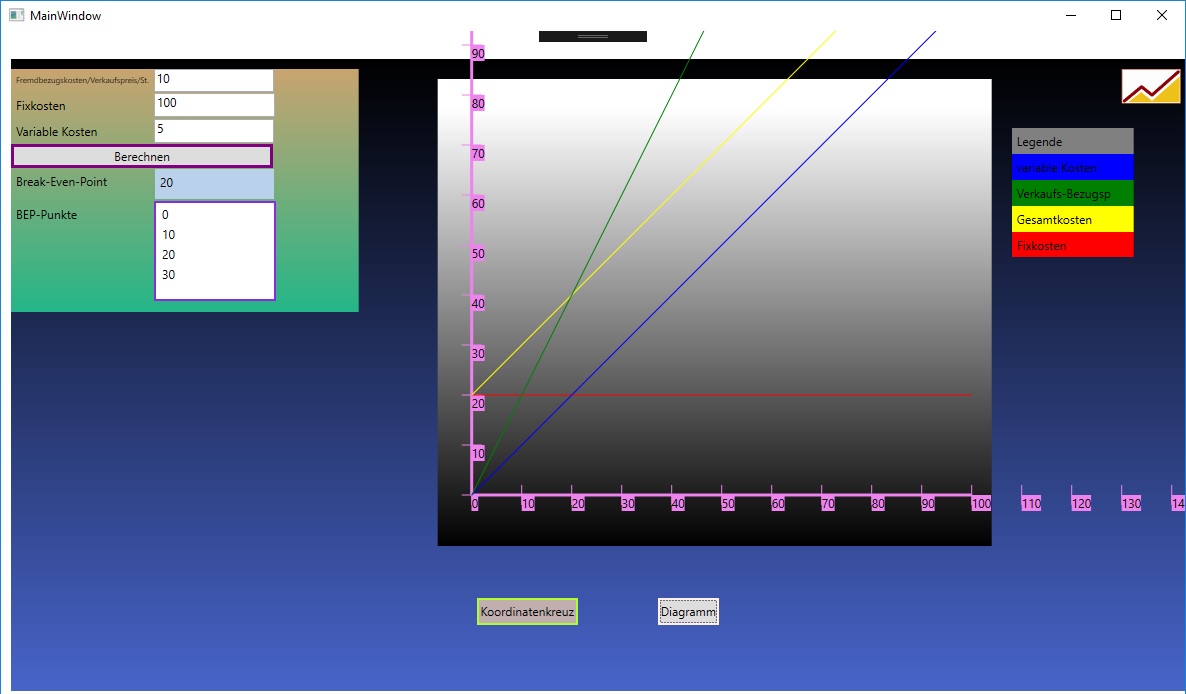 MainWindow
Fremdbezugskosten/Verkaufspreis/St.
10
Fixkosten
100
Variable Kosten
5
Berechnen
Break-Even-Point
20
BEP-Punkte
0
10
20
30
90
80
70
60
50
40
30
20
10
0 10 20 30 40 50 60 70 80 90 100 110 120 130 14
Legende
variable Kosten
Verkaufs-Bezugsp
Gesamtkosten
Fixkosten
Koordinatenkreuz
Diagramm